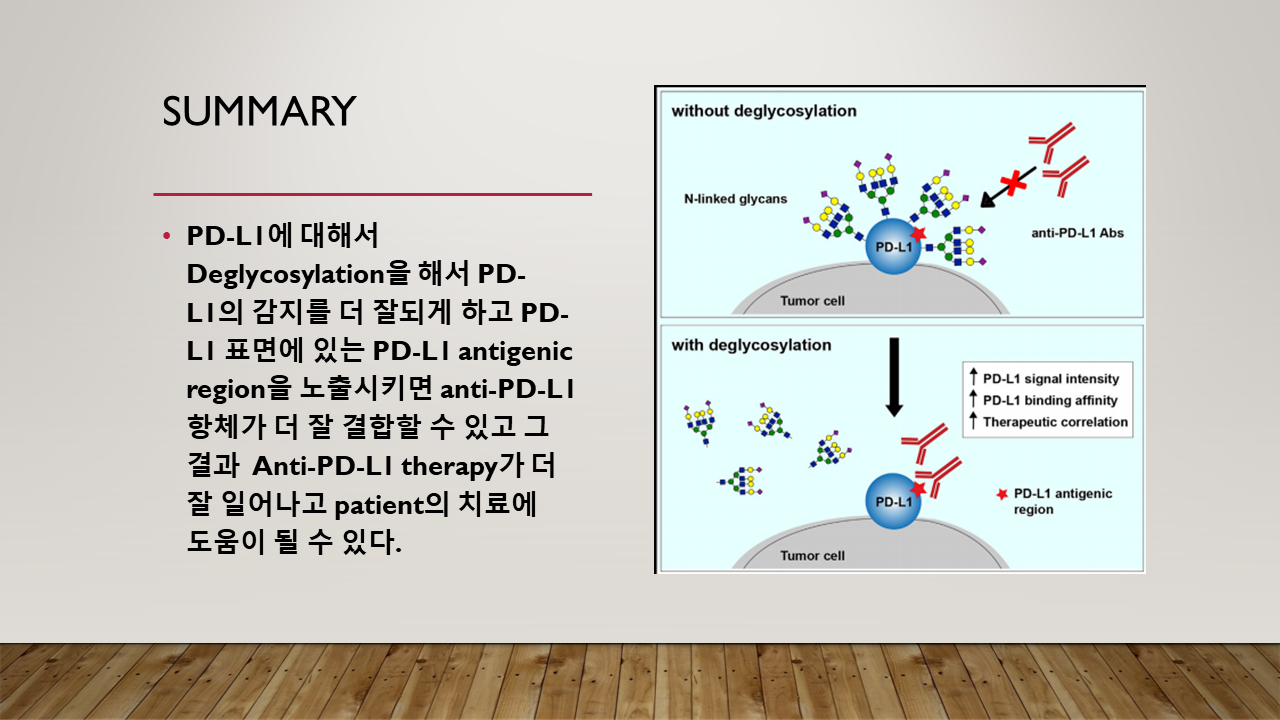 SUMMARY
• PD-L1에 대해서
Deglycosylation을 해서 PD-
L1의 감지를 더 잘되게 하고 PD-
L1 표면에 있는 PD-L1 antigenic
region을 노출시키면 anti-PD-L1
항체가 더 잘 결합할 수 있고 그
결과 Anti-PD-L1 therapy가 더
잘 일어나고 patient의 치료에
도움이 될 수 있다.
without deglycosylation
N-linked glycans
anti-PD-L1 Abs
PD-L1
Tumor cell
with deglycosylation
↑ PD-L1 signal intensity
↑ PD-L1 binding affinity
↑ Therapeutic correlation
PD-L1
PD-L1 antigenic
region
Tumor cell